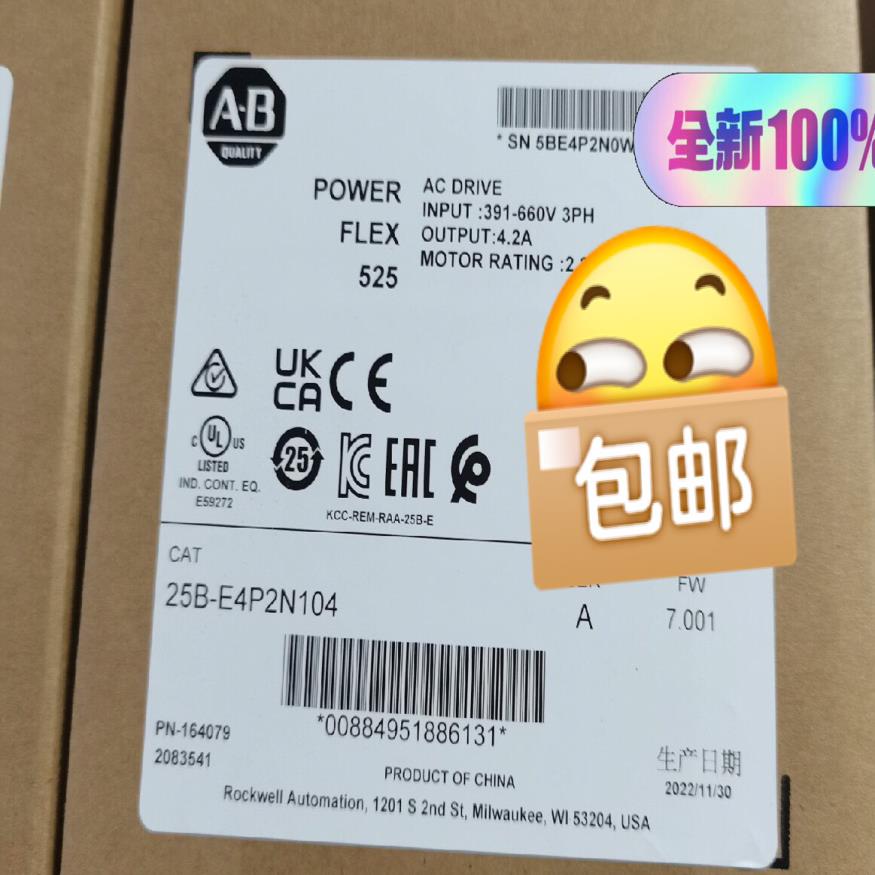 A-B
QUALITY
* SN 5BE4P2N0W
全新100%
POWER
FLEX
525
AC DRIVE
INPUT :391-660V 3PH
OUTPUT:4.2A
MOTOR RATING :2.
UK
CA
CE
C UL US
LISTED
IND. CONT. EQ.
E59272
25
KC
EAC
KCC-REM-RAA-25B-E
包邮
CAT
25B-E4P2N104
FW
A
7.001
*00884951886131*
PN-164079
2083541
PRODUCT OF CHINA
生产日期
2022/11/30
Rockwell Automation, 1201 S 2nd St, Milwaukee, WI 53204, USA